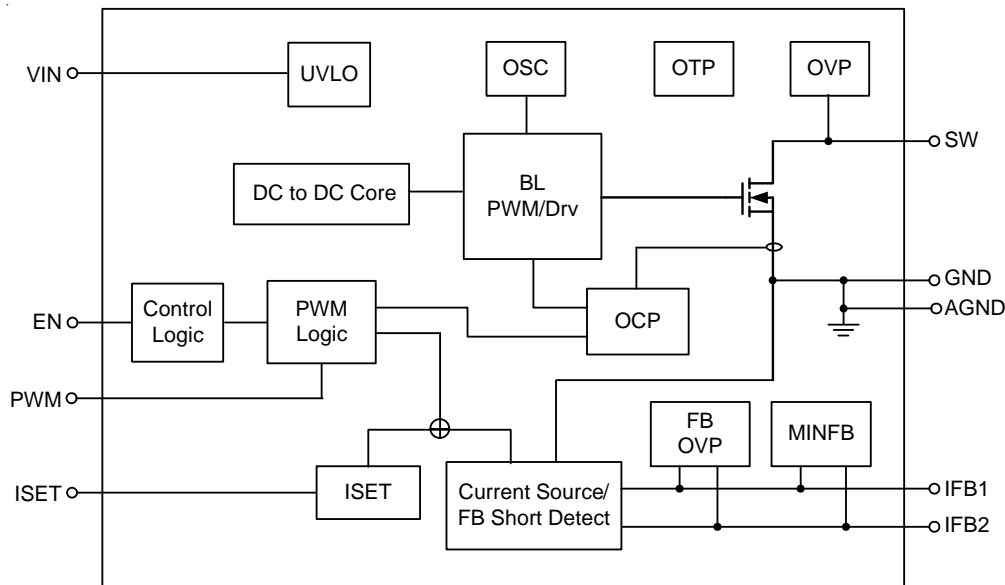 VIN
UVLO
OSC
OTP
OVP
SW
DC to DC Core
BL
PWM/Drv
GND
AGND
EN
Control
Logic
PWM
Logic
OCP
PWM
FB
OVP
MINFB
ISET
ISET
Current Source/
FB Short Detect
IFB1
IFB2